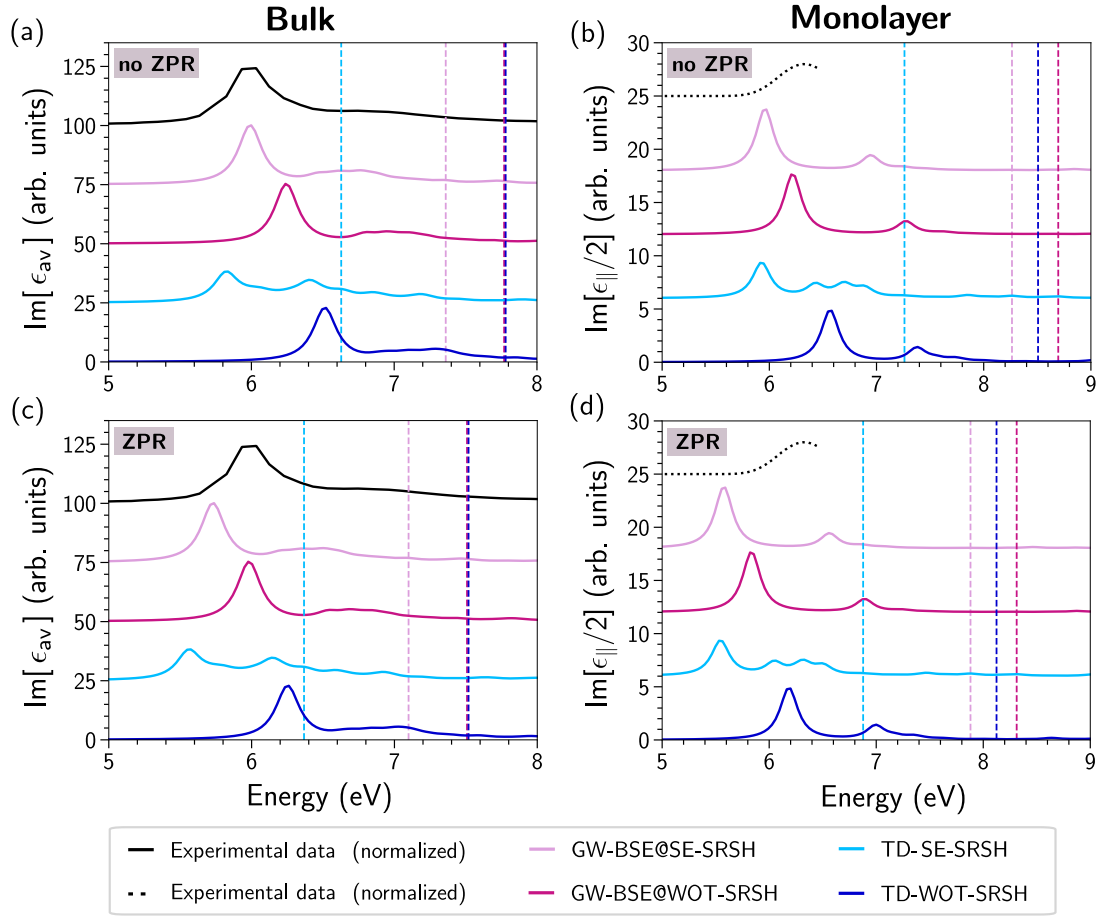 Bulk
Monolayer
(a)
no ZPR
125
100
75
50
25
0
Im[ϵav] (arb. units)
5
6
7
8
(b)
no ZPR
30
25
20
15
10
5
0
Im[ϵ∥/2] (arb. units)
5
6
7
8
9
(c)
ZPR
125
100
75
50
25
0
Im[ϵav] (arb. units)
5
6
7
8
Energy (eV)
(d)
ZPR
30
25
20
15
10
5
0
Im[ϵ∥/2] (arb. units)
5
6
7
8
9
Energy (eV)
Experimental data (normalized)
GW-BSE@SE-SRSH
TD-SE-SRSH
Experimental data (normalized)
GW-BSE@WOT-SRSH
TD-WOT-SRSH